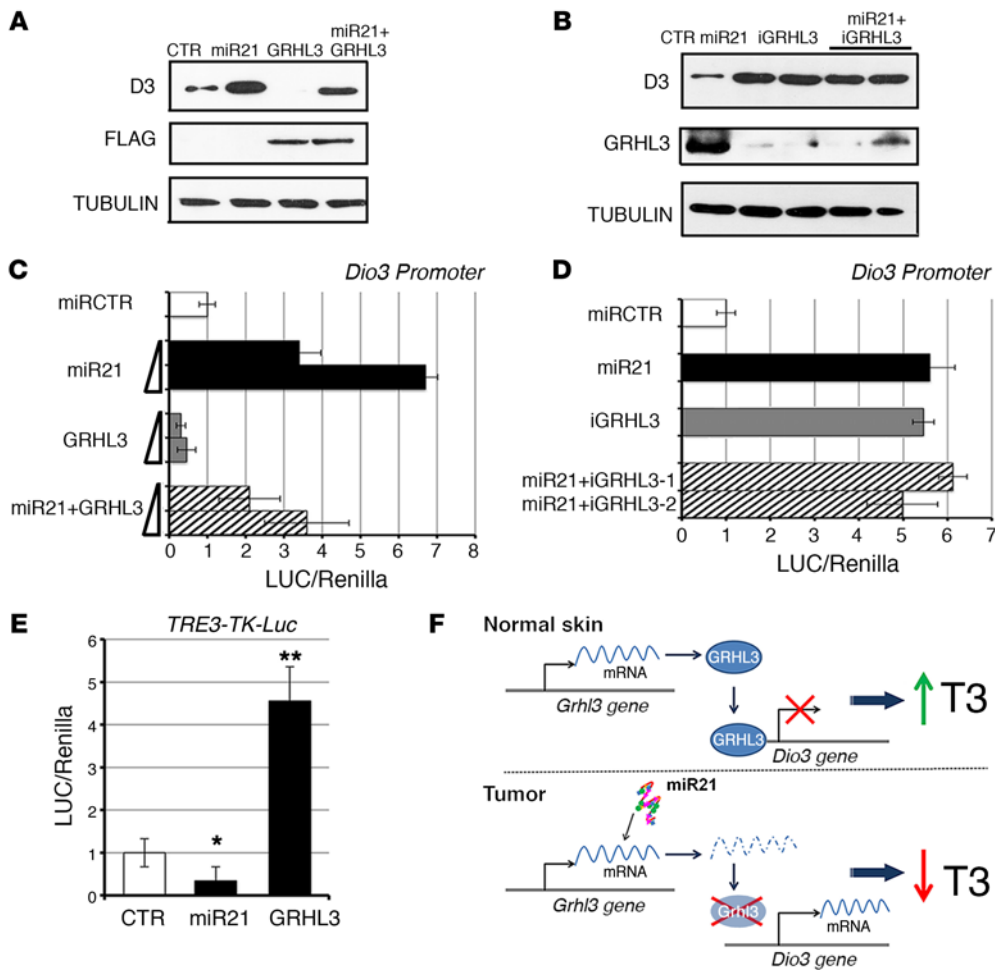 A
CTR miR21 GRHL3 miR21+
GRHL3
D3
FLAG
TUBULIN
B
CTR miR21 iGRHL3 miR21+
iGRHL3
D3
GRHL3
TUBULIN
C
Dio3 Promoter
miRCTR
miR21
GRHL3
miR21+GRHL3
0 1 2 3 4 5 6 7 8
LUC/Renilla
D
Dio3 Promoter
miRCTR
miR21
iGRHL3
miR21+iGRHL3-1
miR21+iGRHL3-2
0 1 2 3 4 5 6 7
LUC/Renilla
E
TRE3-TK-Luc
LUC/Renilla
6
5
4
3
2
1
0
*
**
CTR miR21 GRHL3
F
Normal skin
mRNA
GRHL3
Grhl3 gene
GRHL3
Dio3 gene
T3
Tumor
miR21
mRNA
Grhl3 gene
Grhl3
mRNA
Dio3 gene
T3